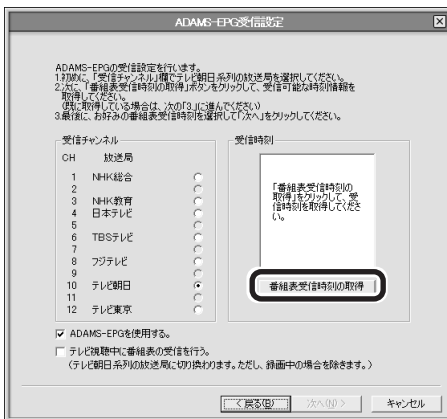 ADAMS-EPG受信設定
ADAMS-EPGの受信設定を行います。
1.初めに、「受信チャンネル」欄でテレビ朝日系列の放送局を選択してください。
2.次に、「番組表受信時刻の取得」ボタンをクリックして、受信可能な時刻情報を
取得してください。
(既に取得している場合は、次の「3.」に進んでください)
3.最後に、お好みの番組表受信時刻を選択して「次へ」をクリックしてください。
受信チャンネル
受信時刻
CH 放送局
1 NHK総合
2
3 NHK教育
4 日本テレビ
5
6 TBSテレビ
7
8 フジテレビ
9
10 テレビ朝日
11
12 テレビ東京
「番組表受信時刻の
取得」をクリックして、受
信時刻を取得してくださ
い。
番組表受信時刻の取得
ADAMS-EPGを使用する。
テレビ視聴中に番組表の受信を行う。
(テレビ朝日系列の放送局に切り換わります。ただし、録画中の場合を除きます。)
< 戻る(B)
次へ(N) >
キャンセル